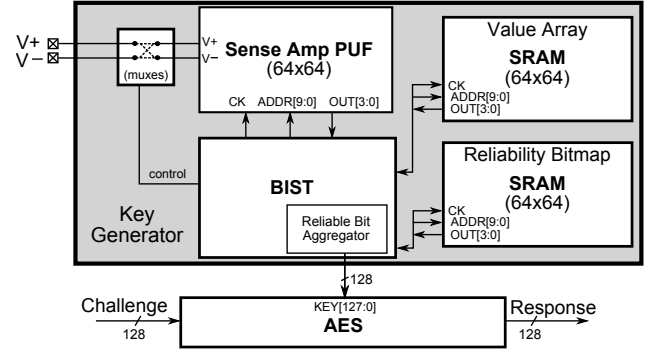 V+
V−
(muxes)
V+
V−
Sense Amp PUF
(64x64)
CK ADDR[9:0] OUT[3:0]
Value Array
SRAM
(64x64)
CK
ADDR[9:0]
OUT[3:0]
control
BIST
Reliable Bit
Aggregator
Reliability Bitmap
SRAM
(64x64)
CK
ADDR[9:0]
OUT[3:0]
Key
Generator
128
Challenge
128
KEY[127:0]
AES
Response
128